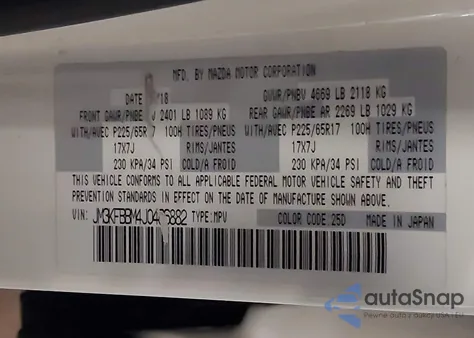 MFD. BY MAZDA MOTOR CORPORATION
DATE /18 GVWR/PNBV 4669 LB 2118 KG
FRONT GAWR/PNBE 2401 LB 1089 KG REAR GAWR/PNBE AR 2269 LB 1029 KG
WITH/AVEC P225/65R 7 100H TIRES/PNEUS WITH/AVEC P225/65R17 100H TIRES/PNEUS
17X7J RIMS/JANTES 17X7J RIMS/JANTES
230 KPA/34 PSI COLD/A FROID 230 KPA/34 PSI COLD/A FROID
THIS VEHICLE CONFORMS TO ALL APPLICABLE FEDERAL MOTOR VEHICLE SAFETY AND THEFT
PREVENTION STANDARDS IN EFFECT ON THE DATE OF MANUFACTURE SHOWN ABOVE.
VIN: TYPE:MPV COLOR CODE:25D MADE IN JAPAN
autoSnap